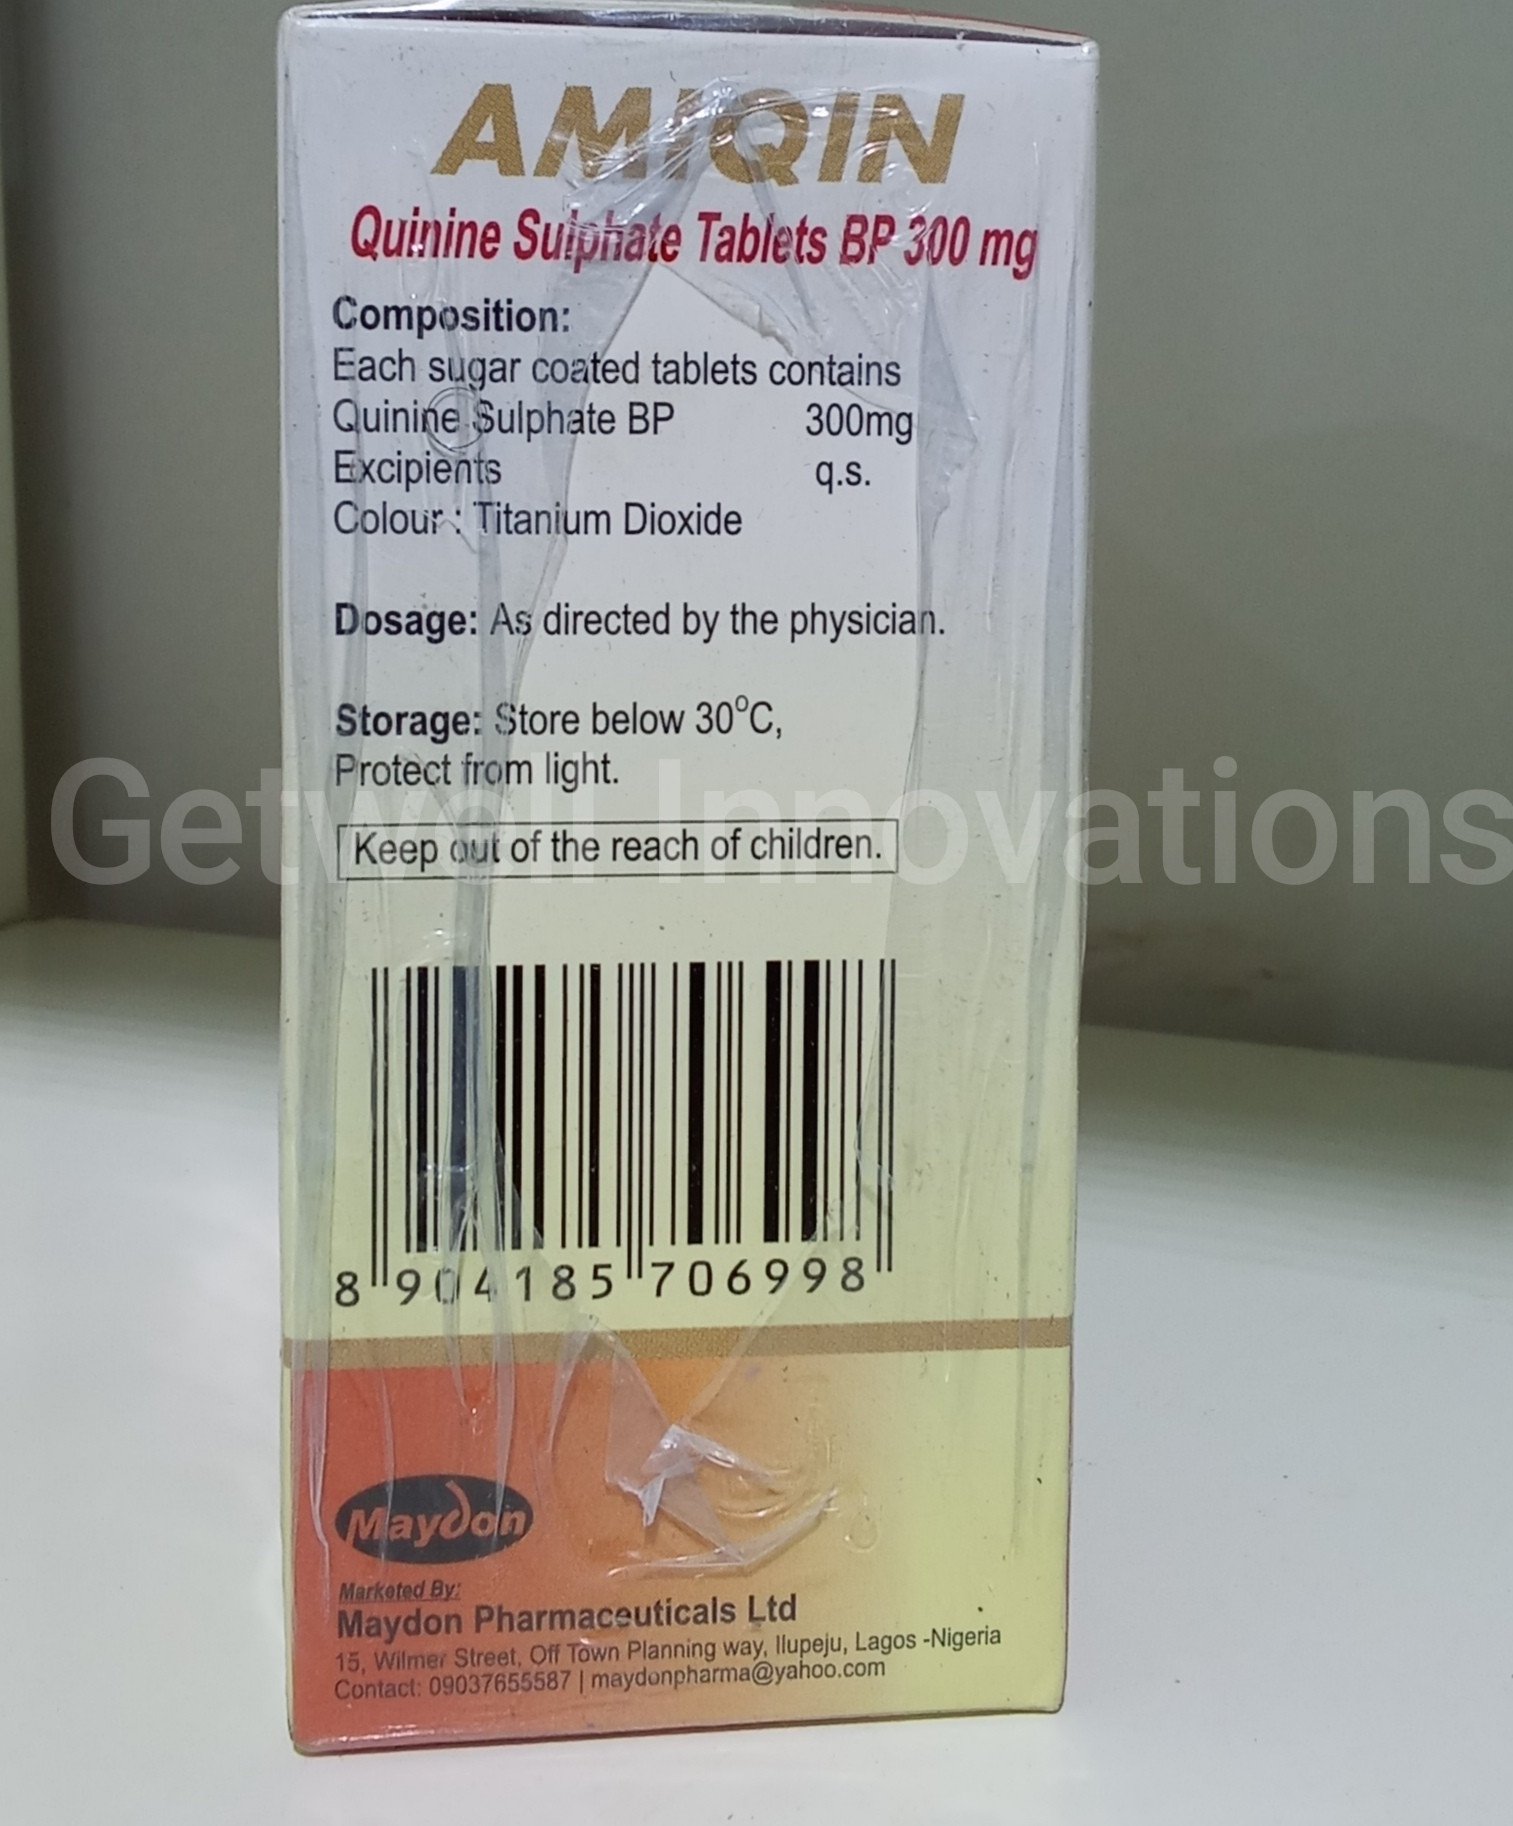 AMIQIN
Quinine Sulphate Tablets BP 300 mg
Composition:
Each sugar coated tablets contains
Quinine Sulphate BP 300mg
Excipients q.s.
Colour : Titanium Dioxide
Dosage: As directed by the physician.
Storage: Store below 30°C,
Protect from light.
Getwell Innovations
Keep out of the reach of children.
8 904185 706998
Maydon
Marketed By:
Maydon Pharmaceuticals Ltd
15, Wilmer Street, Off Town Planning way, Ilupeju, Lagos -Nigeria
Contact: 09037655587 | maydonpharma@yahoo.com